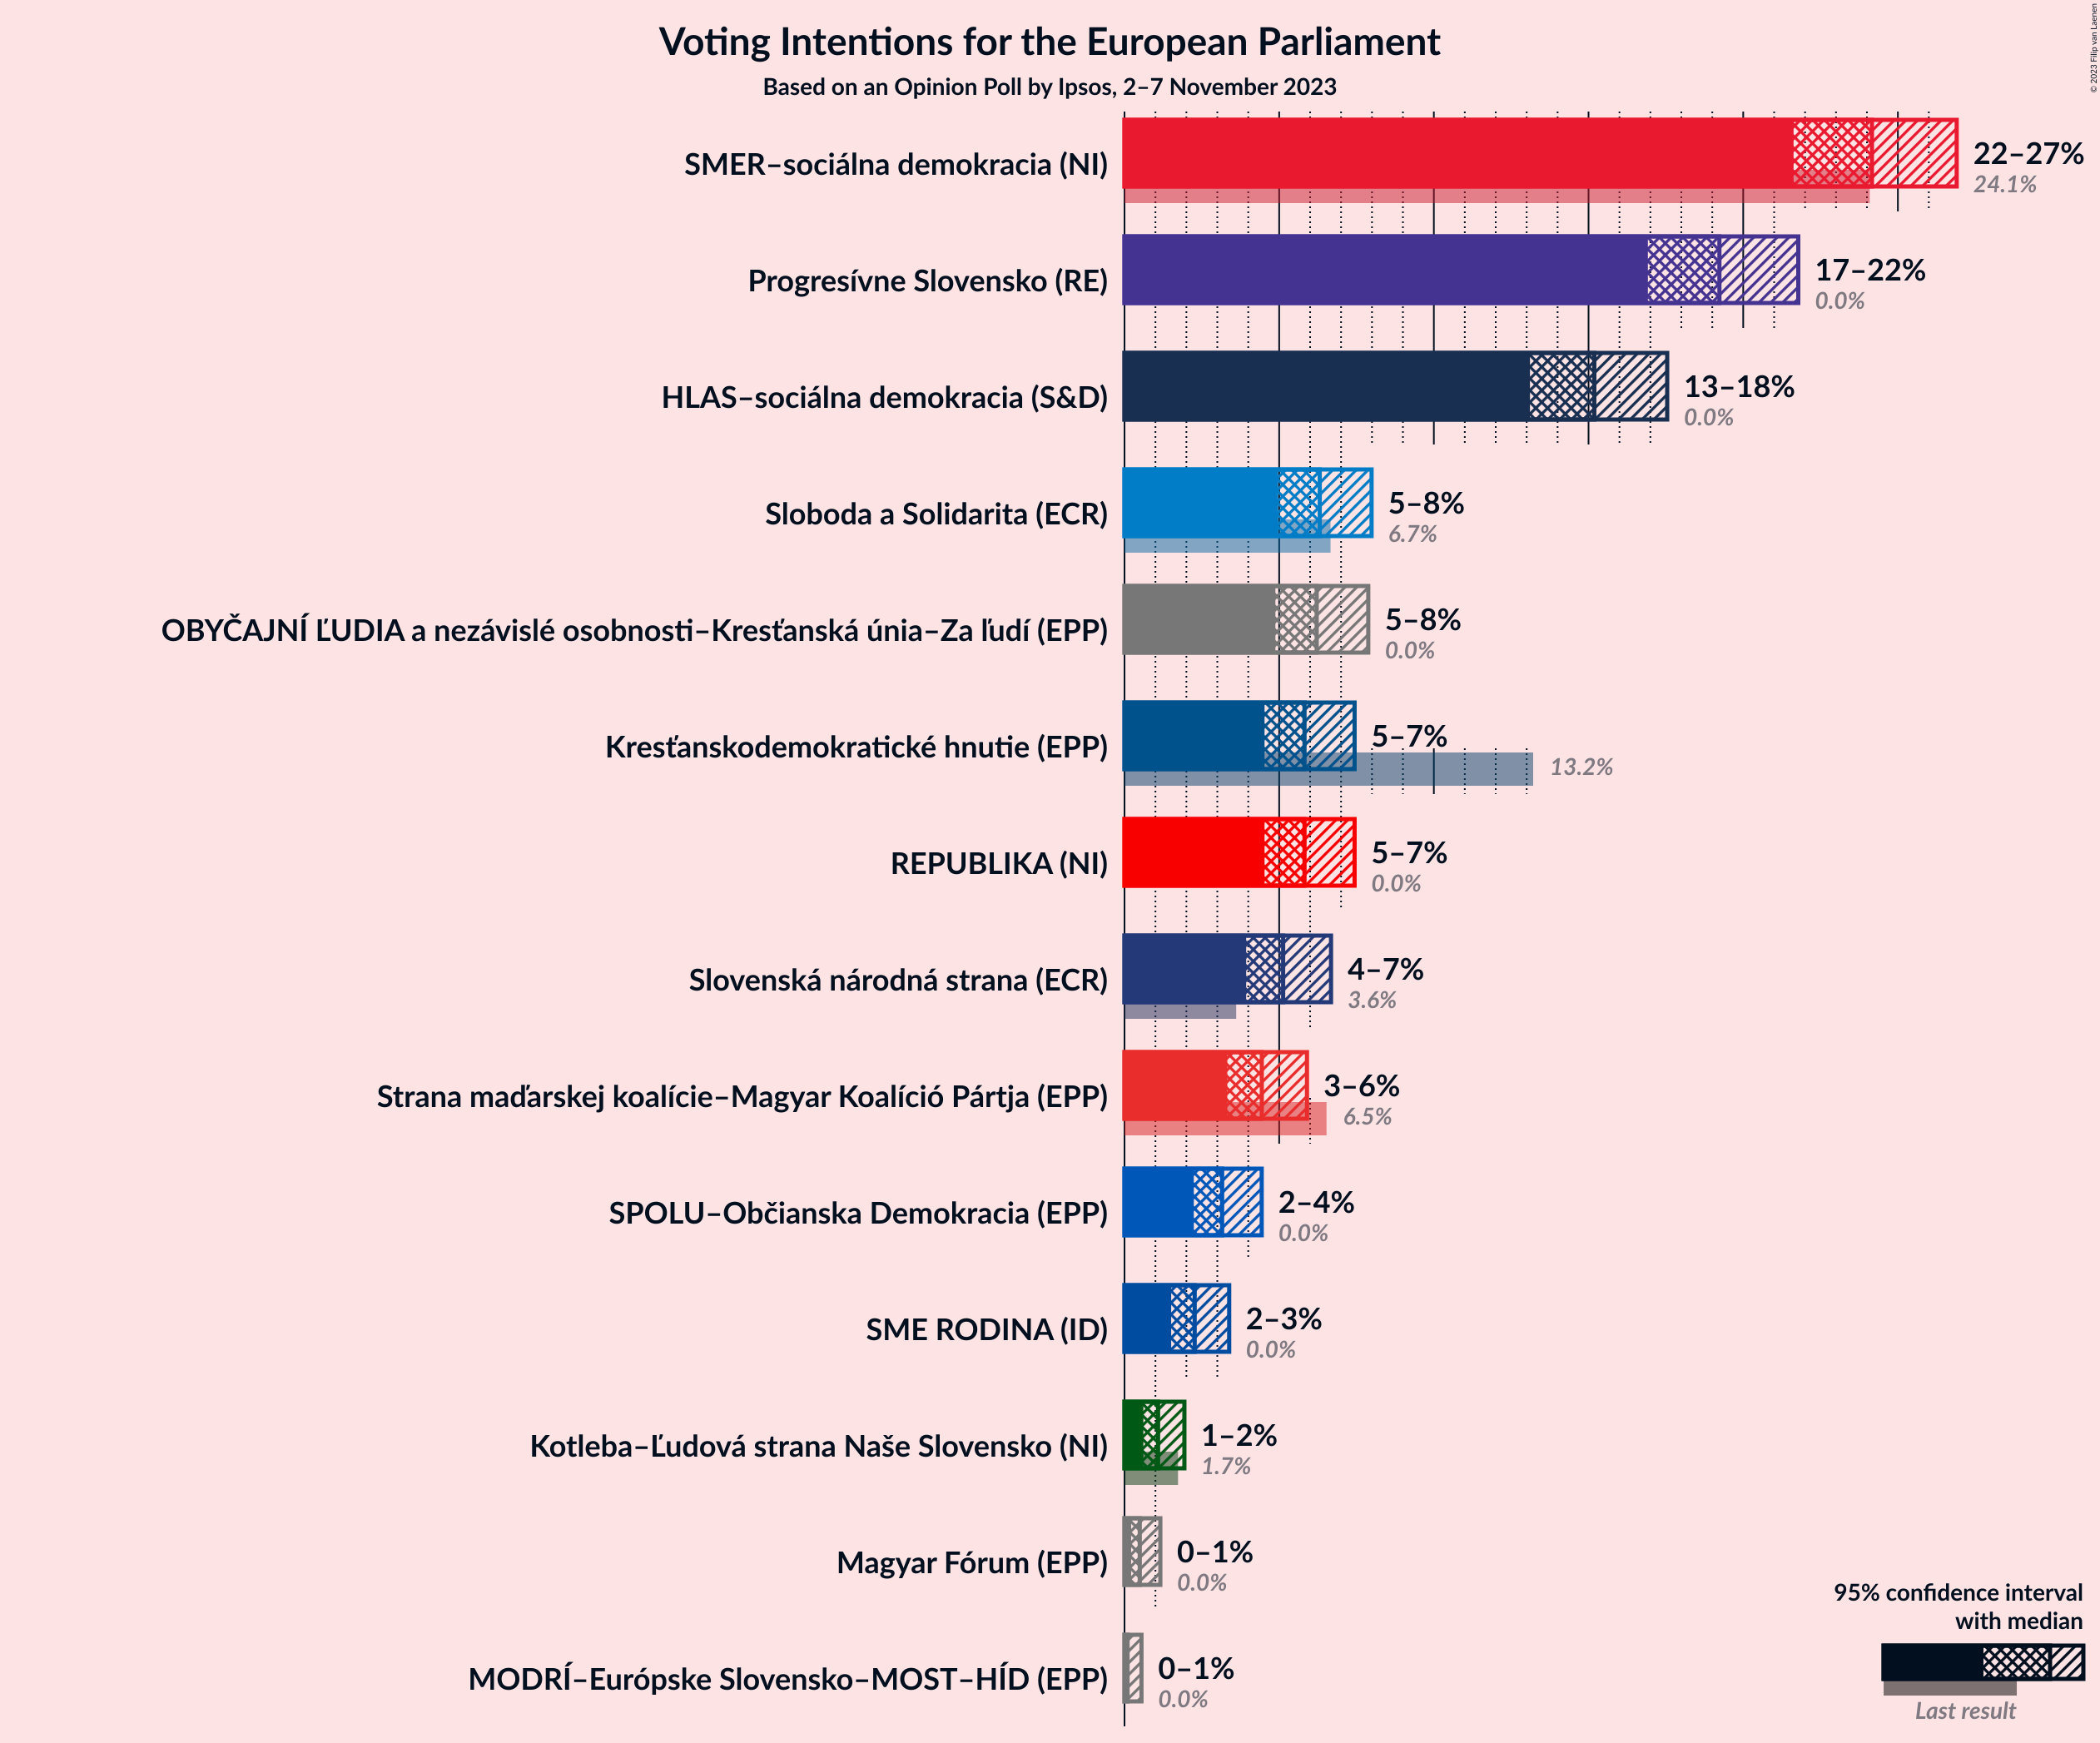 Voting Intentions for the European Parliament
Based on an Opinion Poll by Ipsos, 2–7 November 2023
© 2023 Filip van Laenen
SMER–sociálna demokracia (NI)
22–27%
24.1%
Progresívne Slovensko (RE)
17–22%
0.0%
HLAS–sociálna demokracia (S&D)
13–18%
0.0%
Sloboda a Solidarita (ECR)
5–8%
6.7%
OBYČAJNÍ ĽUDIA a nezávislé osobnosti–Kresťanská únia–Za ľudí (EPP)
5–8%
0.0%
Kresťanskodemokratické hnutie (EPP)
5–7%
13.2%
REPUBLIKA (NI)
5–7%
0.0%
Slovenská národná strana (ECR)
4–7%
3.6%
Strana maďarskej koalície–Magyar Koalíció Pártja (EPP)
3–6%
6.5%
SPOLU–Občianska Demokracia (EPP)
2–4%
0.0%
SME RODINA (ID)
2–3%
0.0%
Kotleba–Ľudová strana Naše Slovensko (NI)
1–2%
1.7%
Magyar Fórum (EPP)
0–1%
0.0%
MODRÍ–Európske Slovensko–MOST–HÍD (EPP)
0–1%
0.0%
95% confidence interval
with median
Last result